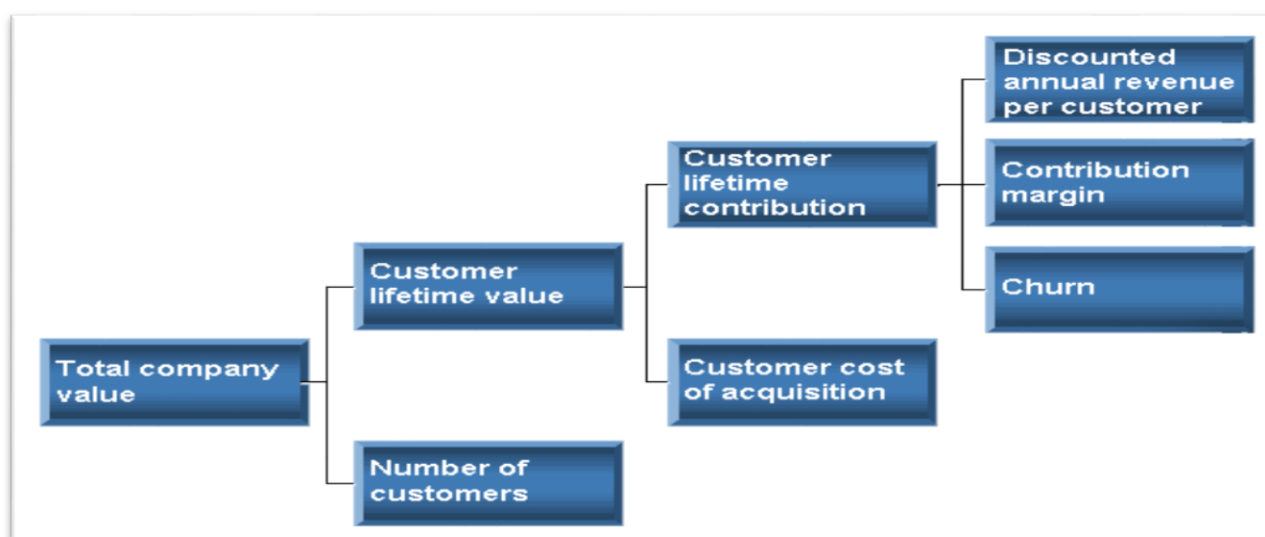 Discounted
annual revenue
per customer
Customer
lifetime
contribution
Contribution
margin
Customer
lifetime value
Churn
Total company
value
Customer cost
of acquisition
Number of
customers